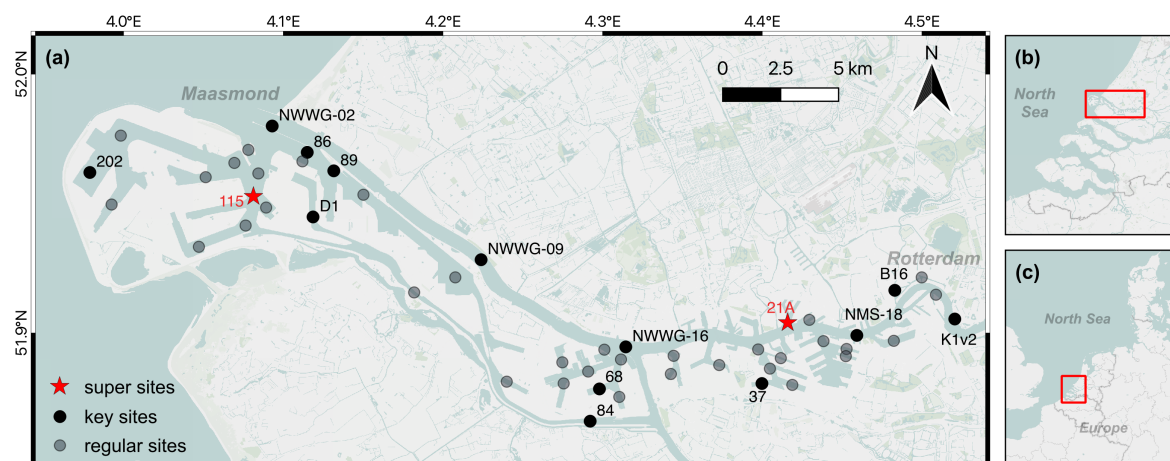 4.0°E 4.1°E 4.2°E 4.3°E 4.4°E 4.5°E
(a)
52.0°N
51.9°N
Maasmond
NWWG-02
86
89
202
115
D1
NWWG-09
0 2.5 5 km
N
Rotterdam
B16
21A
NMS-18
K1v2
NWWG-16
68
84
37
super sites
key sites
regular sites
(b)
North
Sea
(c)
North Sea
Europe